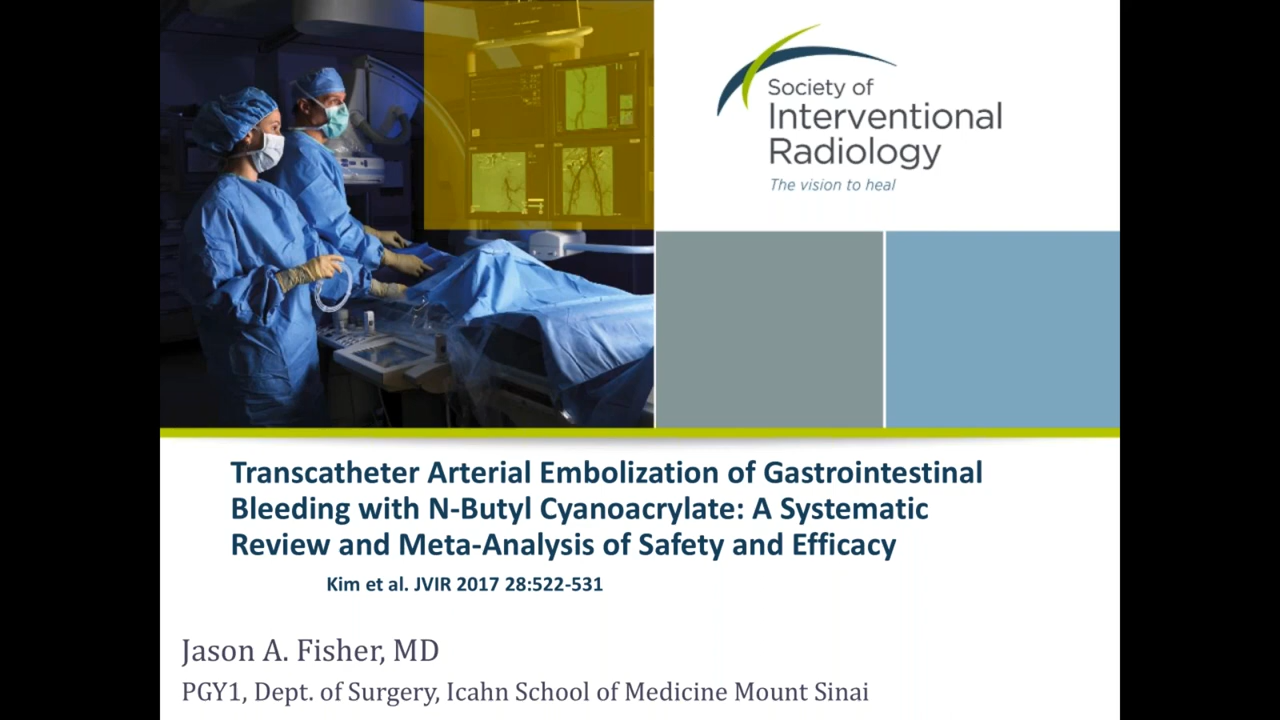 Society of
Interventional
Radiology
The vision to heal
Transcatheter Arterial Embolization of Gastrointestinal
Bleeding with N-Butyl Cyanoacrylate: A Systematic
Review and Meta-Analysis of Safety and Efficacy
Kim et al. JVIR 2017 28:522-531
Jason A. Fisher, MD
PGY1, Dept. of Surgery, Icahn School of Medicine Mount Sinai